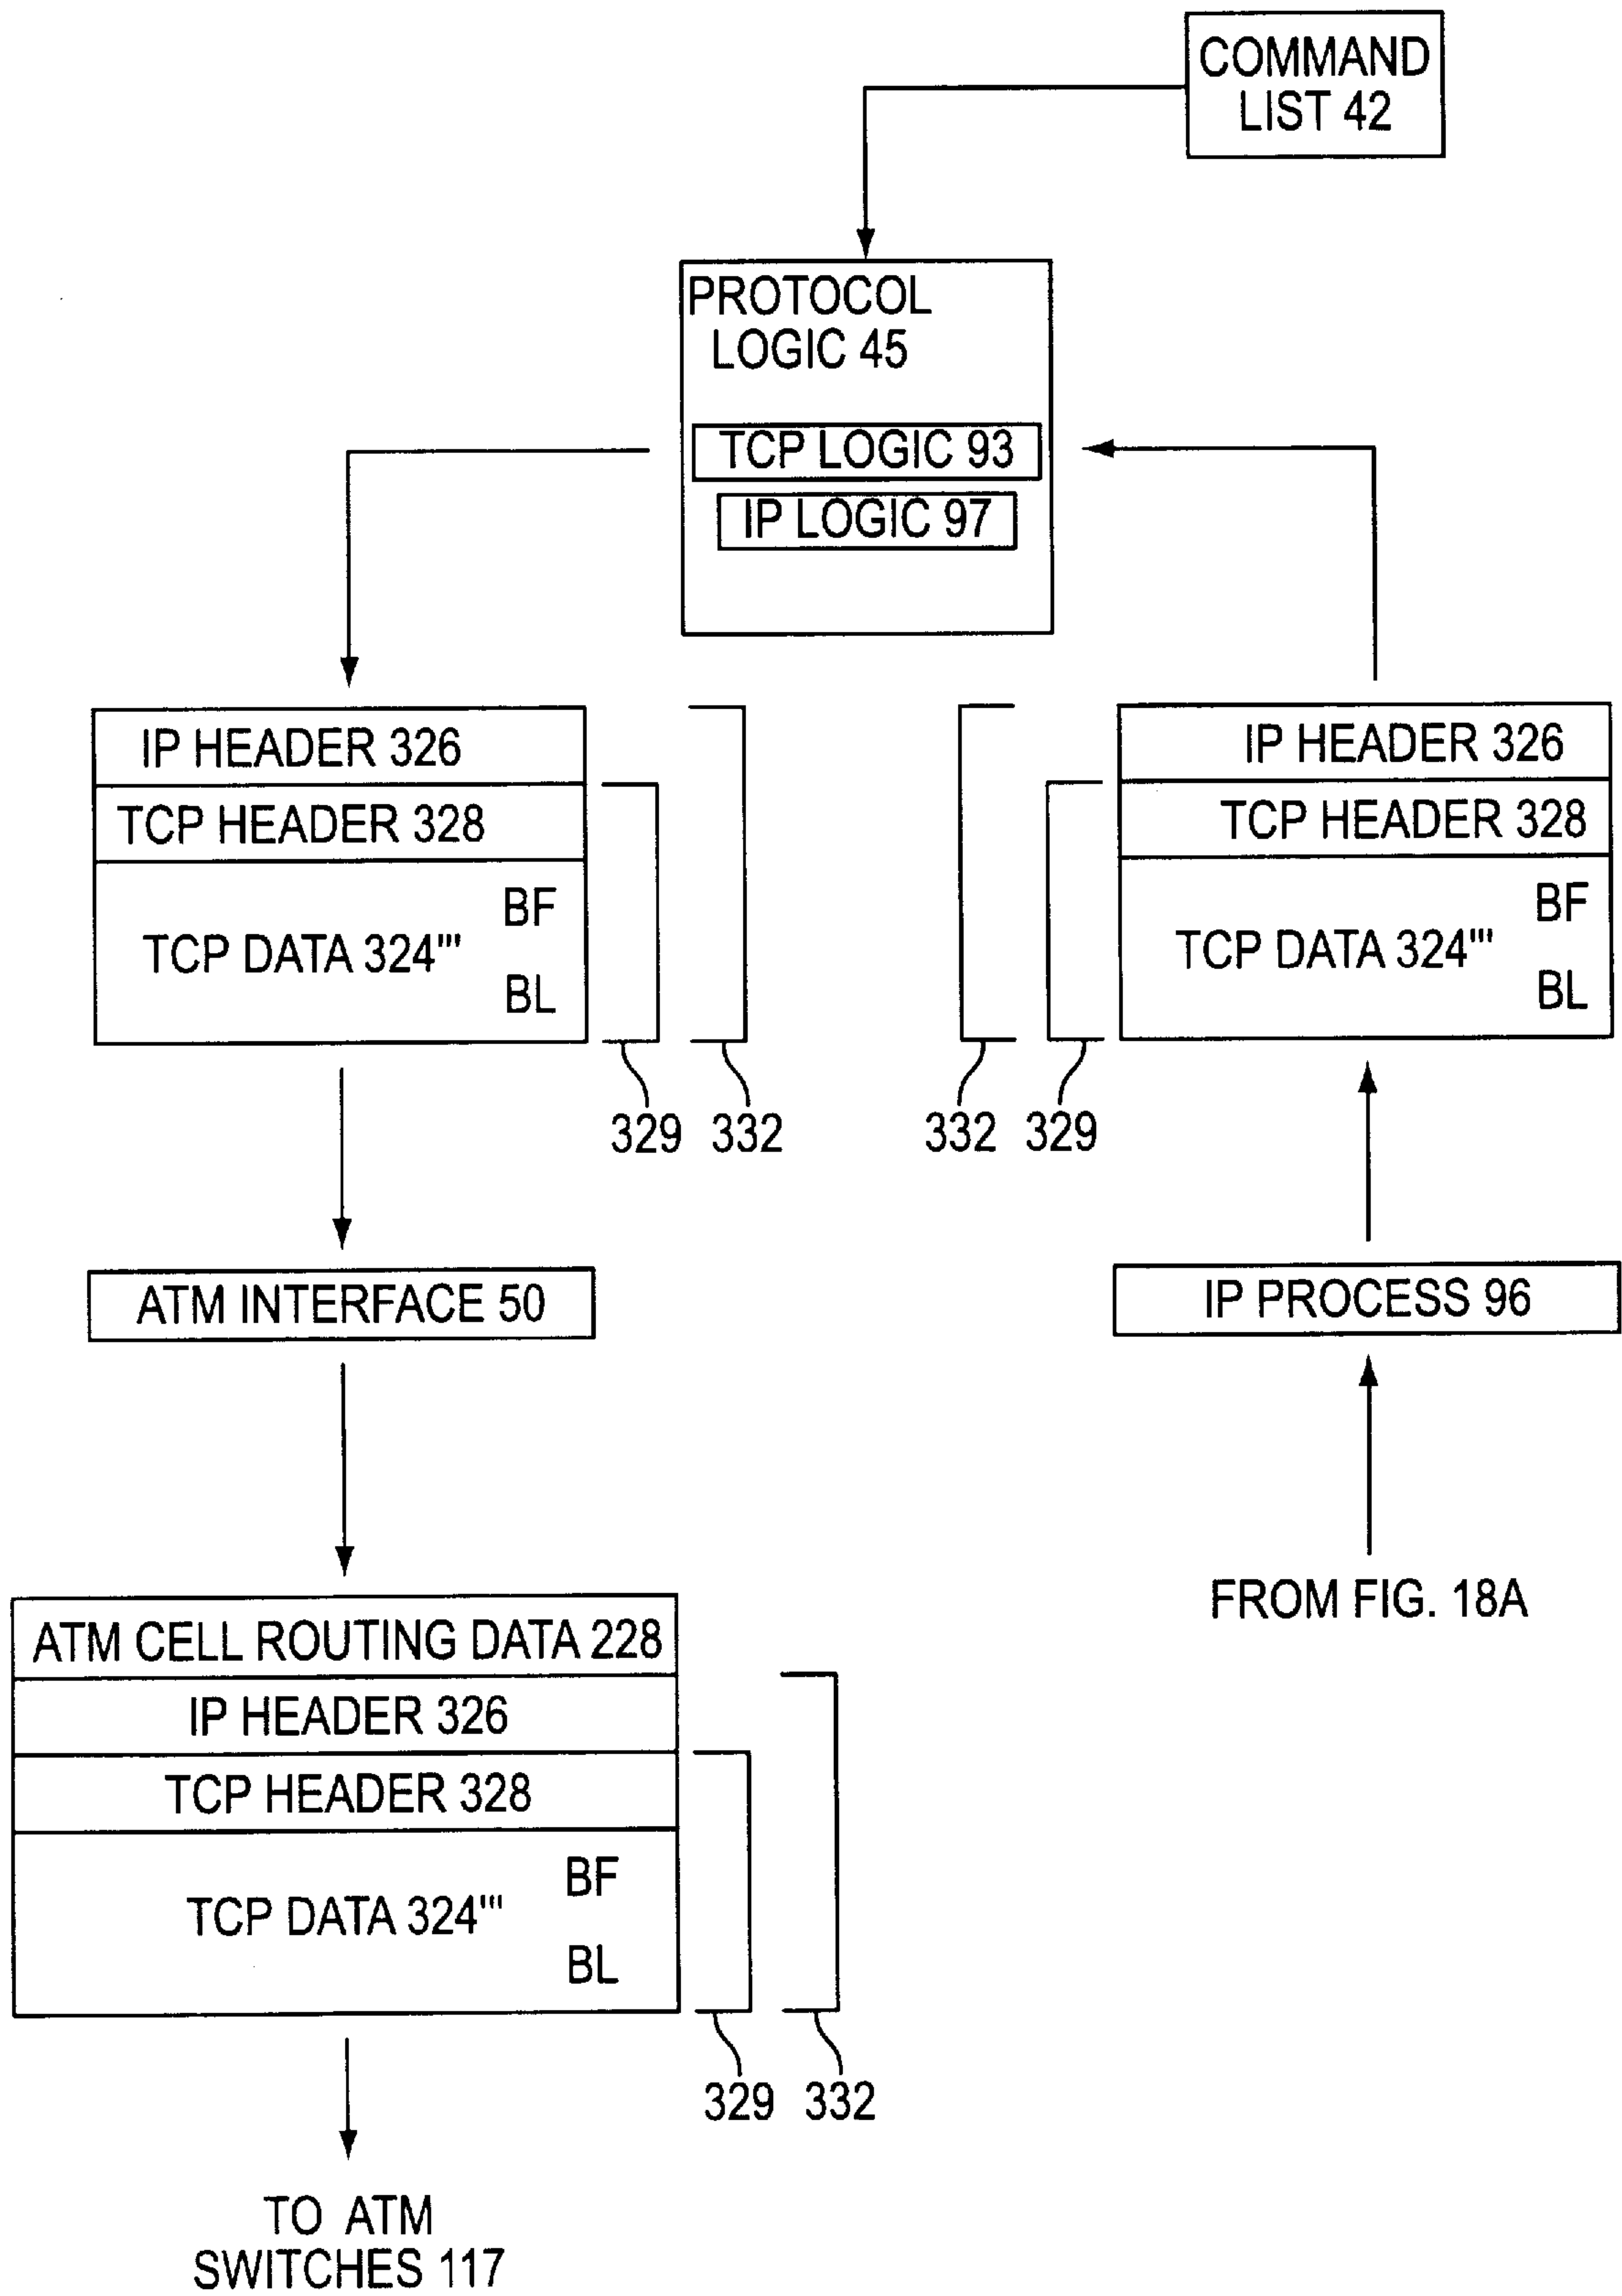 COMMAND
LIST 42
PROTOCOL
LOGIC 45
TCP LOGIC 93
IP LOGIC 97
IP HEADER 326
TCP HEADER 328
BF
TCP DATA 324'''
BL
329 332
332 329
IP HEADER 326
TCP HEADER 328
BF
TCP DATA 324'''
BL
ATM INTERFACE 50
IP PROCESS 96
FROM FIG. 18A
ATM CELL ROUTING DATA 228
IP HEADER 326
TCP HEADER 328
BF
TCP DATA 324'''
BL
329 332
TO ATM
SWITCHES 117